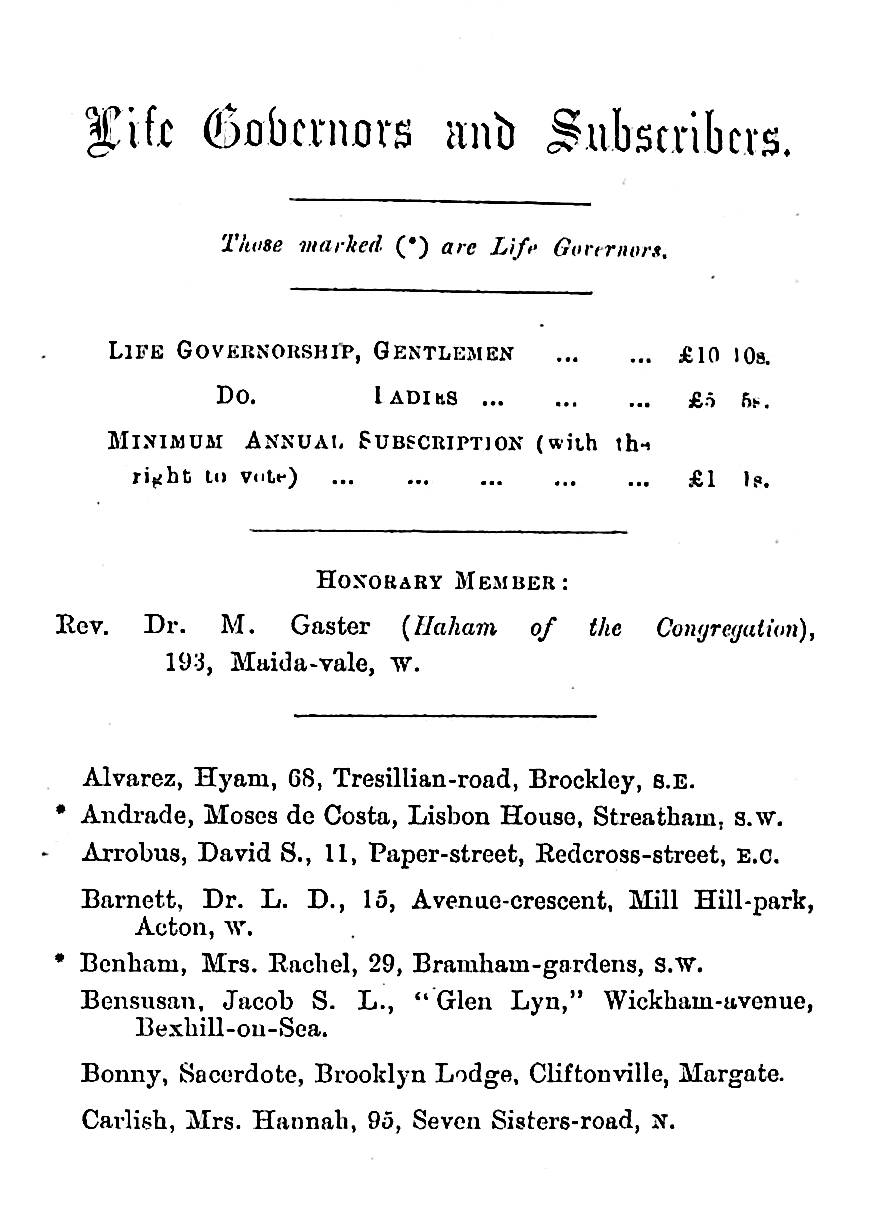 Life Governors and Subscribers.
Those marked (*) are Life Governors.
LIFE GOVERNORSHIP, GENTLEMEN ... ... £10 10s.
DO. LADIES ... ... ... £5 5s.
MINIMUM ANNUAL SUBSCRIPTION (with the
right to vote) ... ... ... ... ... £1 1s.
HONORARY MEMBER:
Rev. Dr. M. Gaster (Haham of the Congregation),
193, Maida-vale, W.
Alvarez, Hyam, 68, Tresillian-road, Brockley, S.E.
* Andrade, Moses de Costa, Lisbon House, Streatham, S.W.
Arrobus, David S., 11, Paper-street, Redcross-street, E.C.
Barnett, Dr. L. D., 15, Avenue-crescent, Mill Hill-park,
Acton, W.
* Benham, Mrs. Rachel, 29, Bramham-gardens, S.W.
Bensusan, Jacob S. L., "Glen Lyn," Wickham-avenue,
Bexhill-on-Sea.
Bonny, Sacerdote, Brooklyn Lodge, Cliftonville, Margate.
Carlish, Mrs. Hannah, 95, Seven Sisters-road, N.